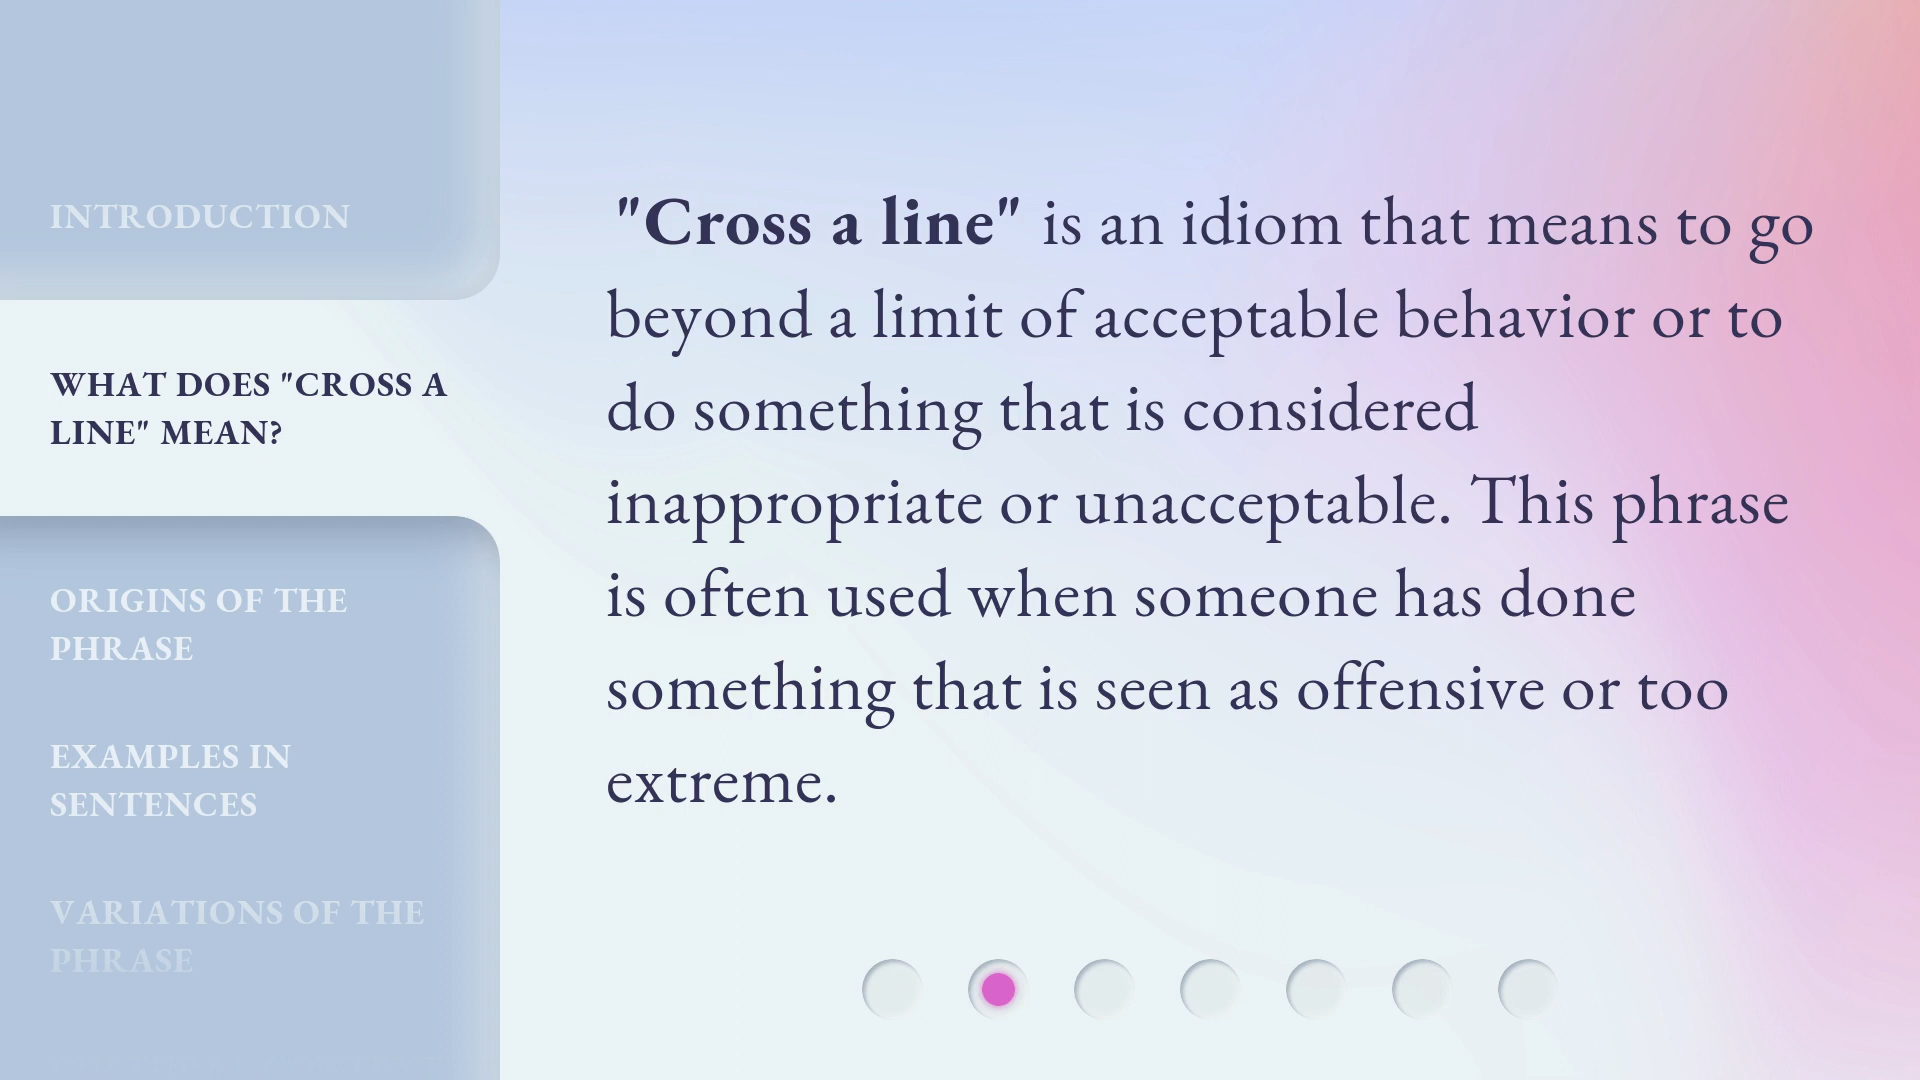 INTRODUCTION
WHAT DOES "CROSS A
LINE" MEAN?
ORIGINS OF THE
PHRASE
EXAMPLES IN
SENTENCES
VARIATIONS OF THE
PHRASE
"Cross a line" is an idiom that means to go
beyond a limit of acceptable behavior or to
do something that is considered
inappropriate or unacceptable. This phrase
is often used when someone has done
something that is seen as offensive or too
extreme.